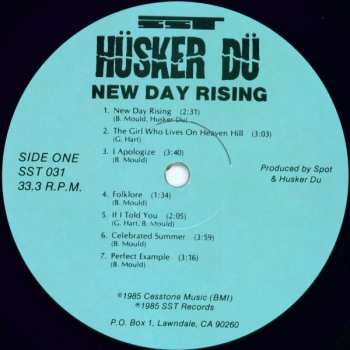 SST
HÜSKER DÜ
NEW DAY RISING
1. New Day Rising (2:31)
(B. Mould, Husker Du)
2. The Girl Who Lives On Heaven Hill (3:03)
(G. Hart)
3. I Apologize (3:40)
(B. Mould)
4. Folklore (1:34)
(B. Mould)
5. If I Told You (2:05)
(G. Hart, B. Mould)
6. Celebrated Summer (3:59)
(B. Mould)
7. Perfect Example (3:16)
(B. Mould)
SIDE ONE
SST 031
33.3 R.P.M.
Produced by Spot
& Husker Du
℗1985 Cesstone Music (BMI)
℗1985 SST Records
P.O. Box 1, Lawndale, CA 90260